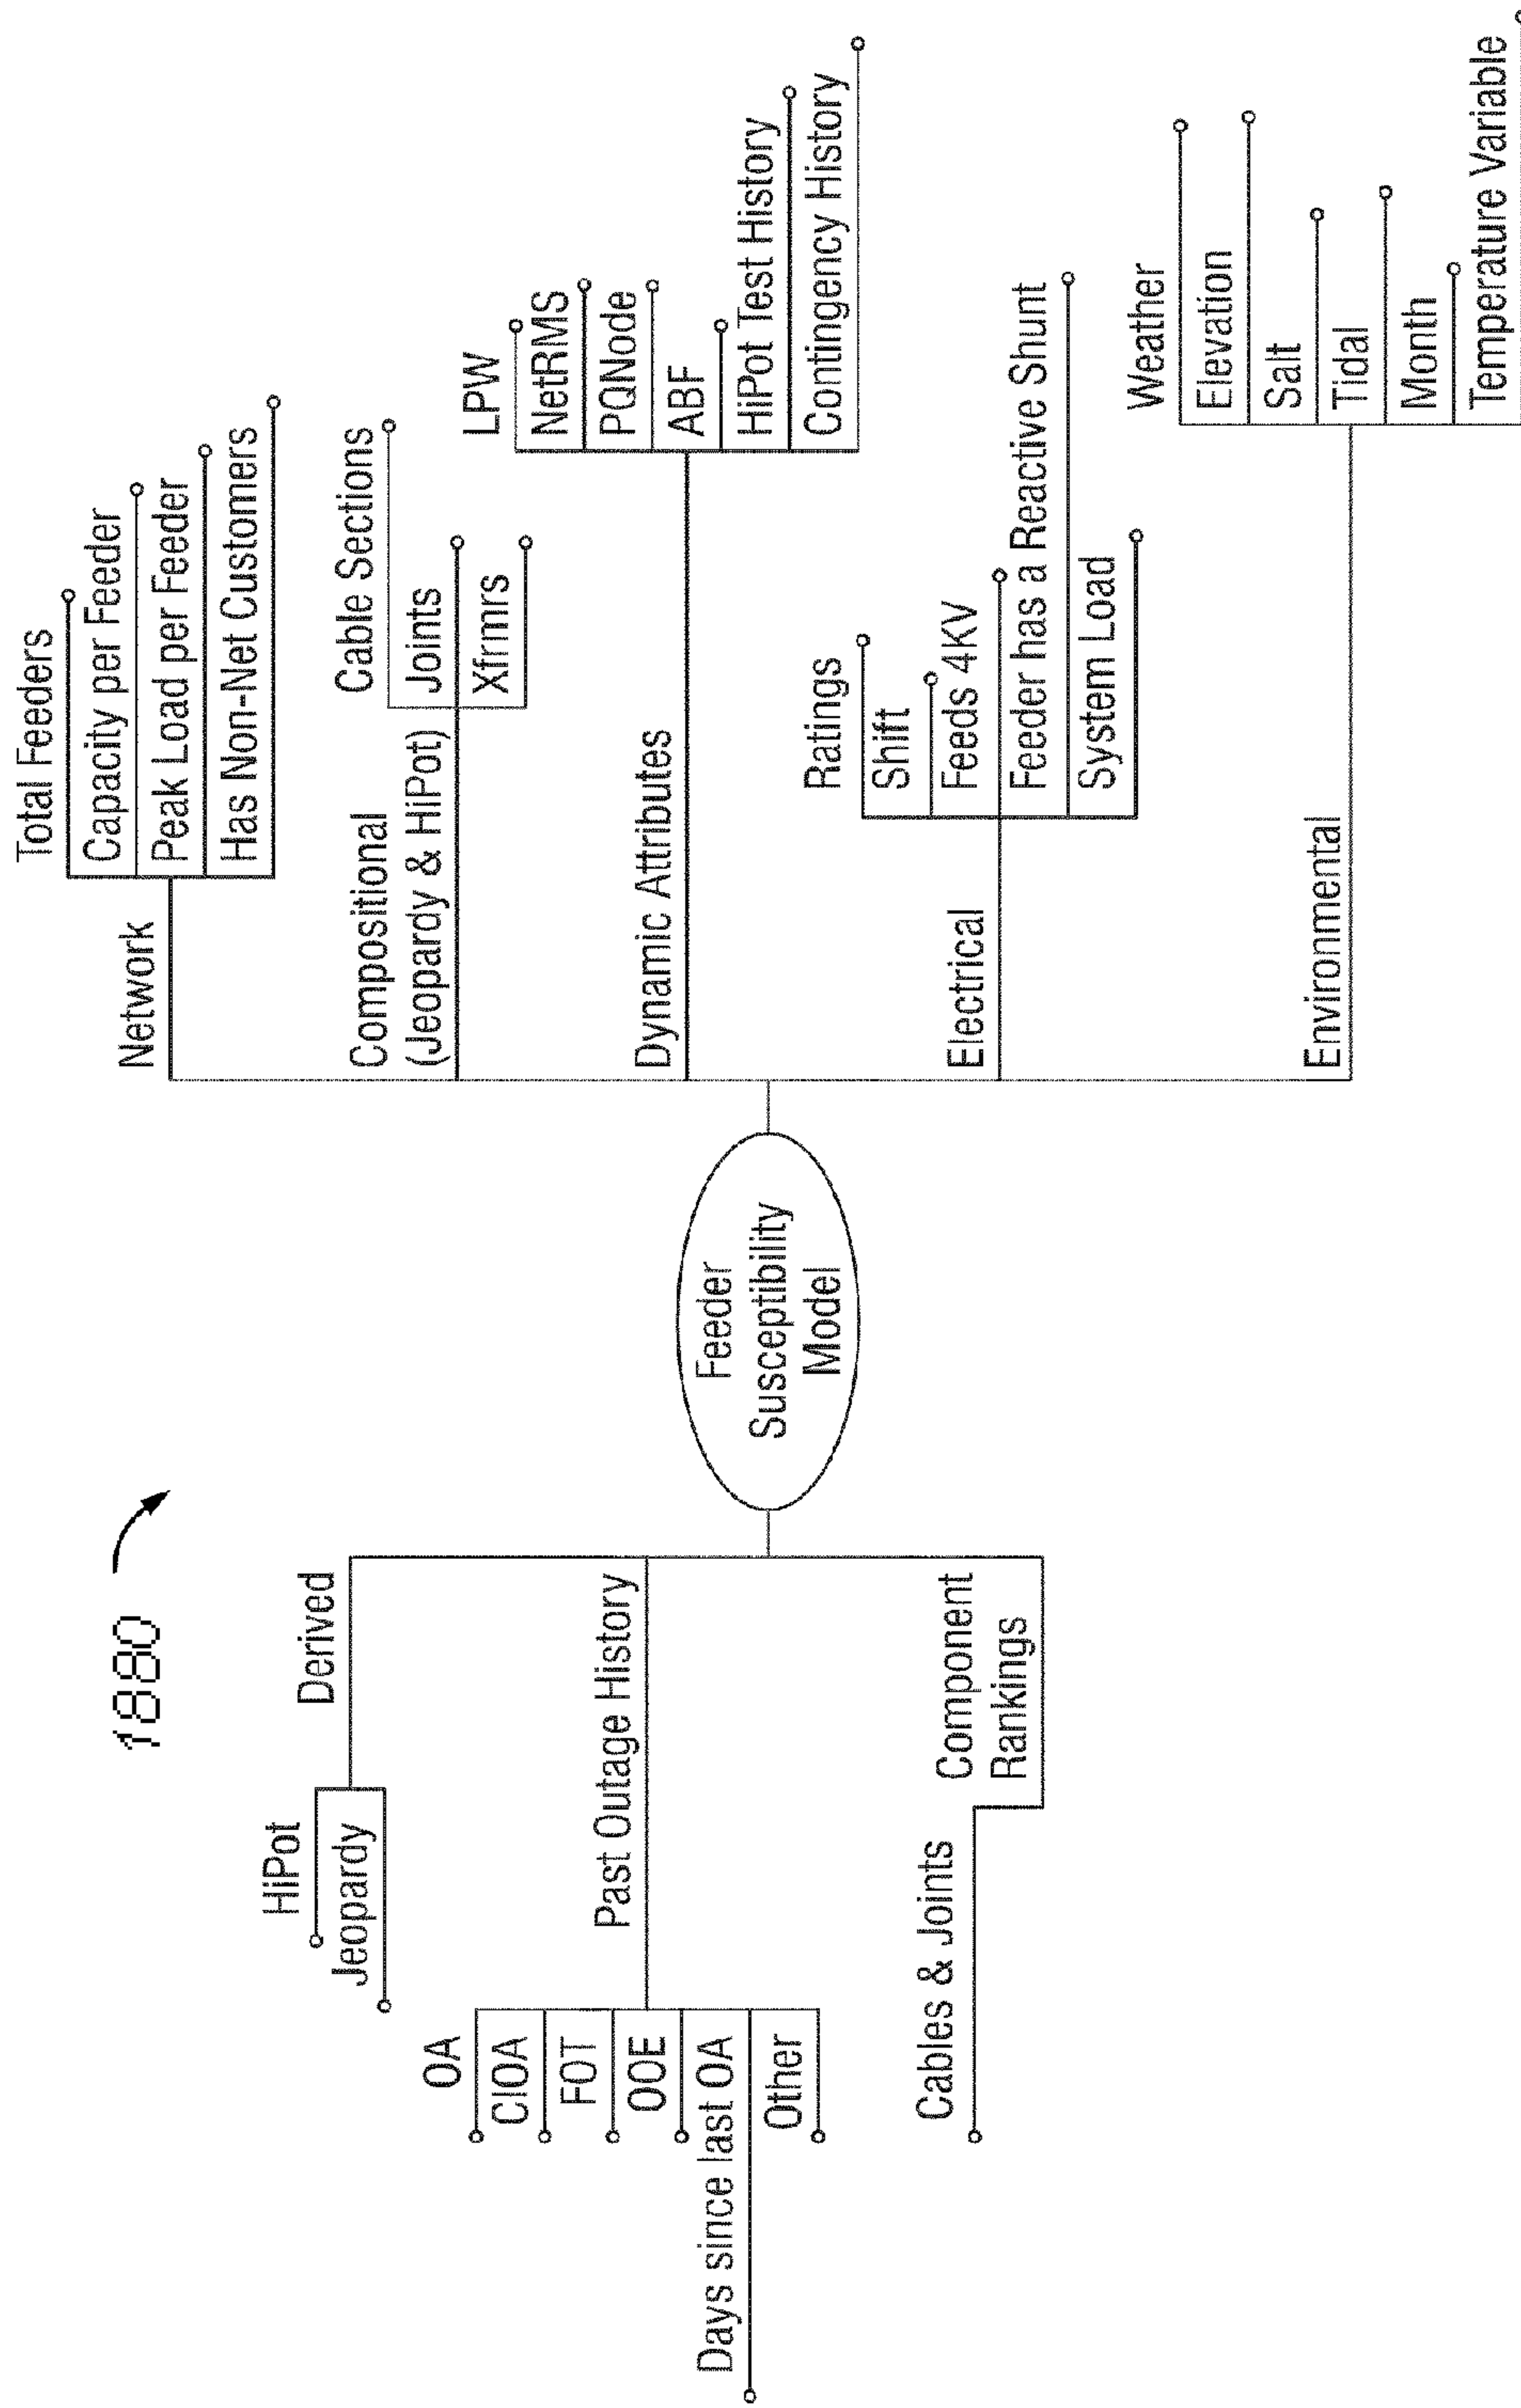 1880
Derived
HiPot
Jeopardy
Past Outage History
OA
CIOA
FOT
OOE
Days since last OA
Other
Component
Rankings
Cables & Joints
Feeder
Susceptibility
Model
Network
Total Feeders
Capacity per Feeder
Peak Load per Feeder
Has Non-Net Customers
Compositional
(Jeopardy & HiPot)
Cable Sections
Joints
Xfrmrs
Dynamic Attributes
LPW
NetRMS
PQNode
ABF
HiPot Test History
Contingency History
Electrical
Ratings
Shift
Feeds 4KV
Feeder has a Reactive Shunt
System Load
Environmental
Weather
Elevation
Salt
Tidal
Month
Temperature Variable